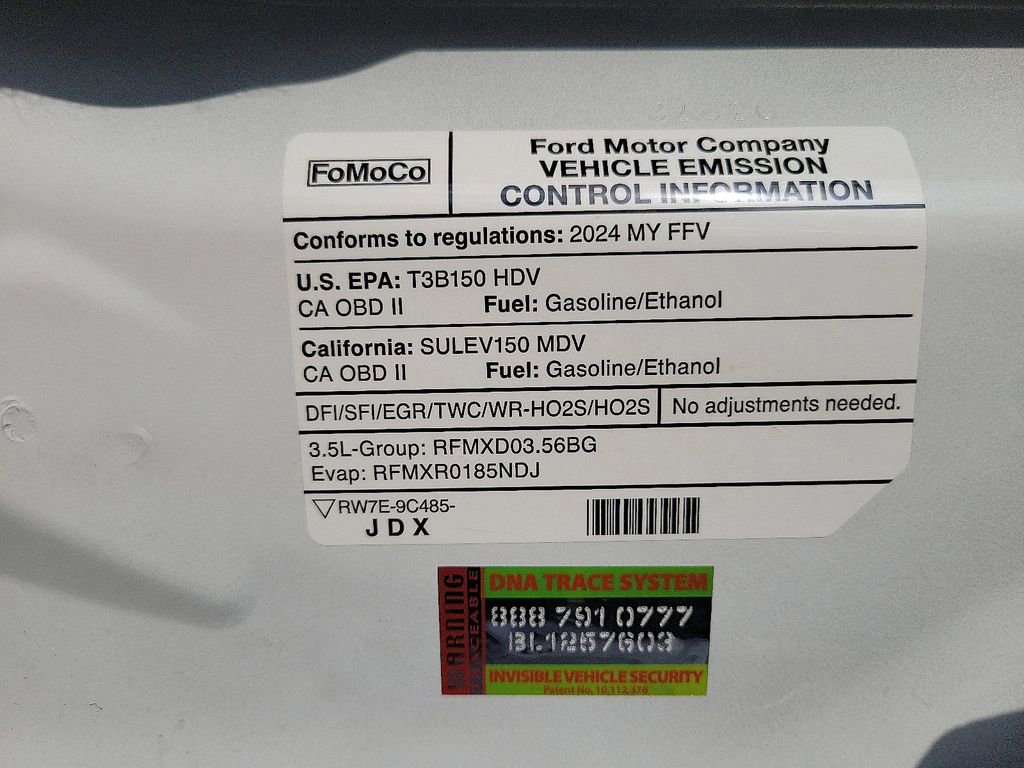 FoMoCo
Ford Motor Company
VEHICLE EMISSION
CONTROL INFORMATION
Conforms to regulations: 2024 MY FFV
U.S. EPA: T3B150 HDV
CA OBD II Fuel: Gasoline/Ethanol
California: SULEV150 MDV
CA OBD II Fuel: Gasoline/Ethanol
DFI/SFI/EGR/TWC/WR-HO2S/HO2S
No adjustments needed.
3.5L-Group: RFMXD03.56BG
Evap: RFMXR0185NDJ
RW7E-9C485-
JDX
WARNING
TRACEABLE
DNA TRACE SYSTEM
888 791 0777
BL1257603
INVISIBLE VEHICLE SECURITY
Patent No. 10,112,378